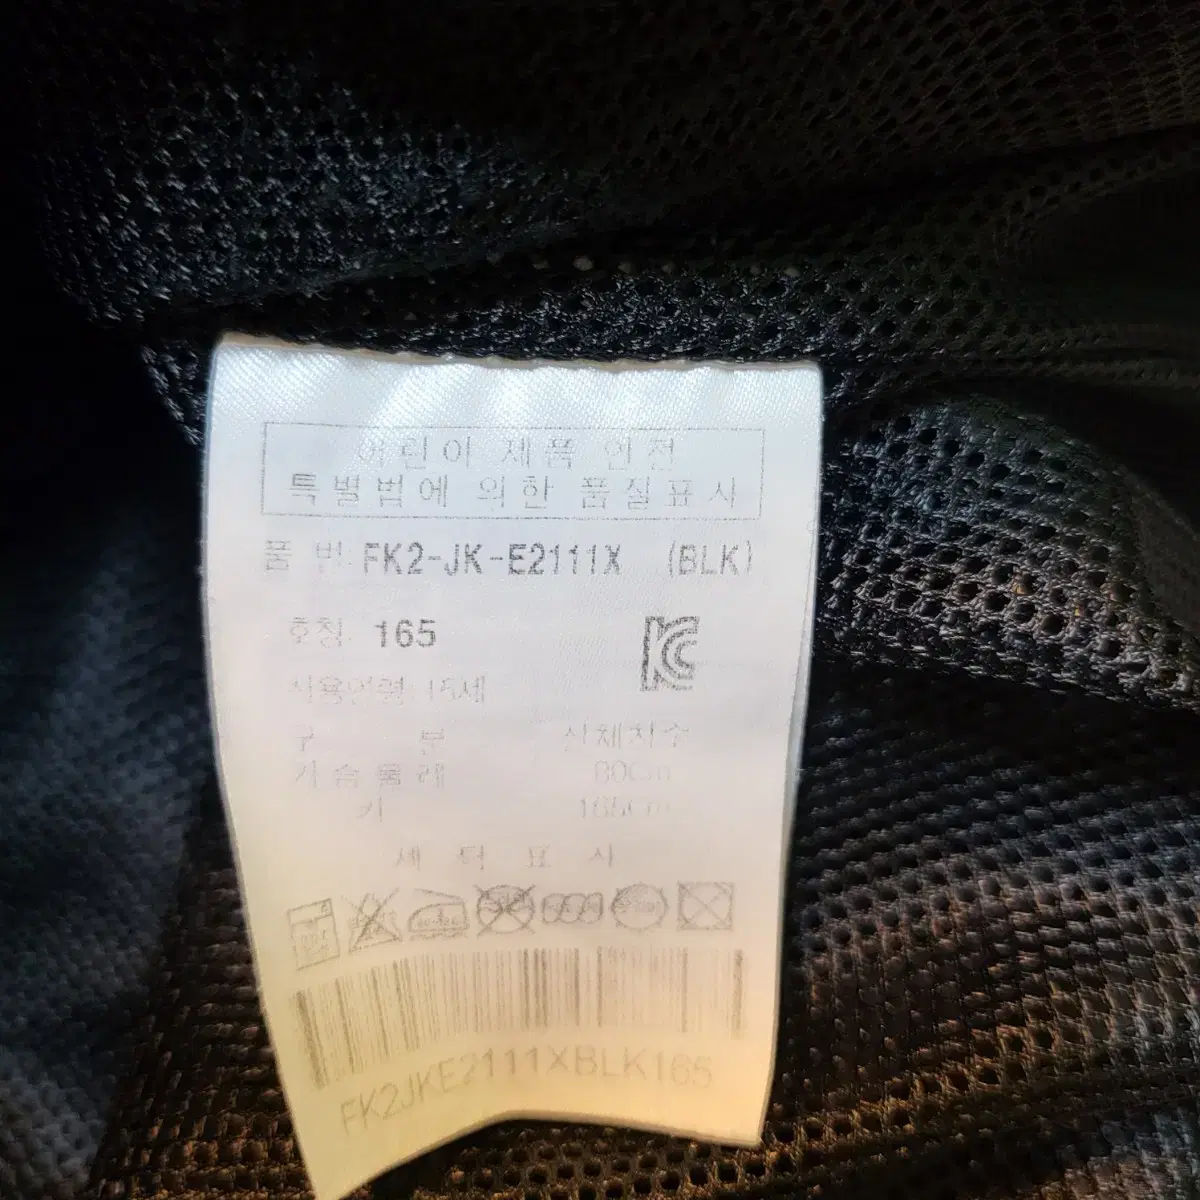 어린이 제품 안전
특별법에 의한 품질표시
품 번: FK2-JK-E2111X (BLK)
호칭: 165
사용연령: 15세
구 분 신체치수
가슴둘레 80cm
키 165cm
세 탁 표 시
FK2JKE2111XBLK165